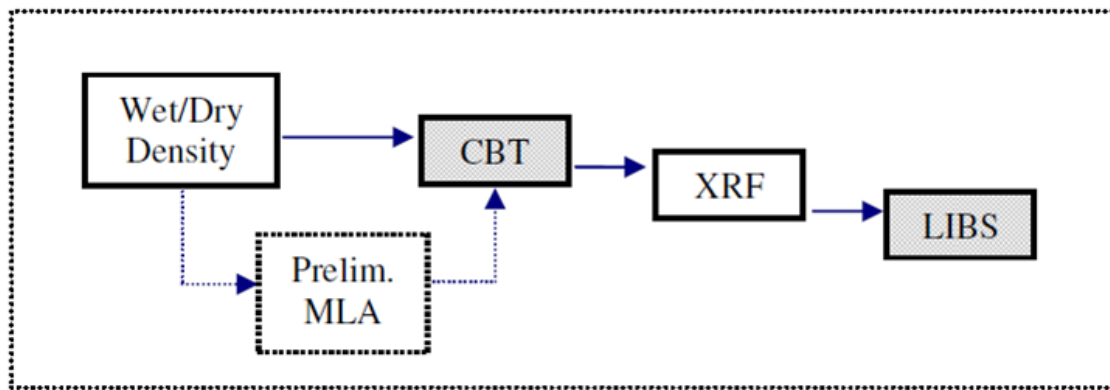 Wet/Dry
Density
CBT
XRF
LIBS
Prelim.
MLA